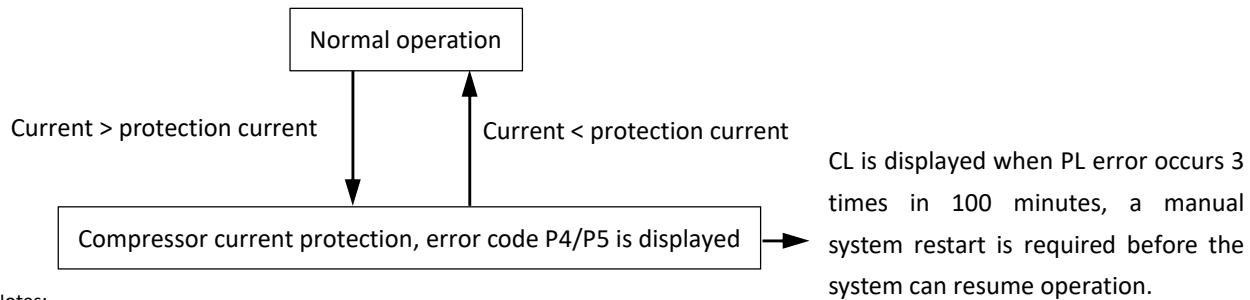 Normal operation
Current > protection current
Current < protection current
CL is displayed when PL error occurs 3
times in 100 minutes, a manual
system restart is required before the
system can resume operation.
Compressor current protection, error code P4/P5 is displayed
Notes: